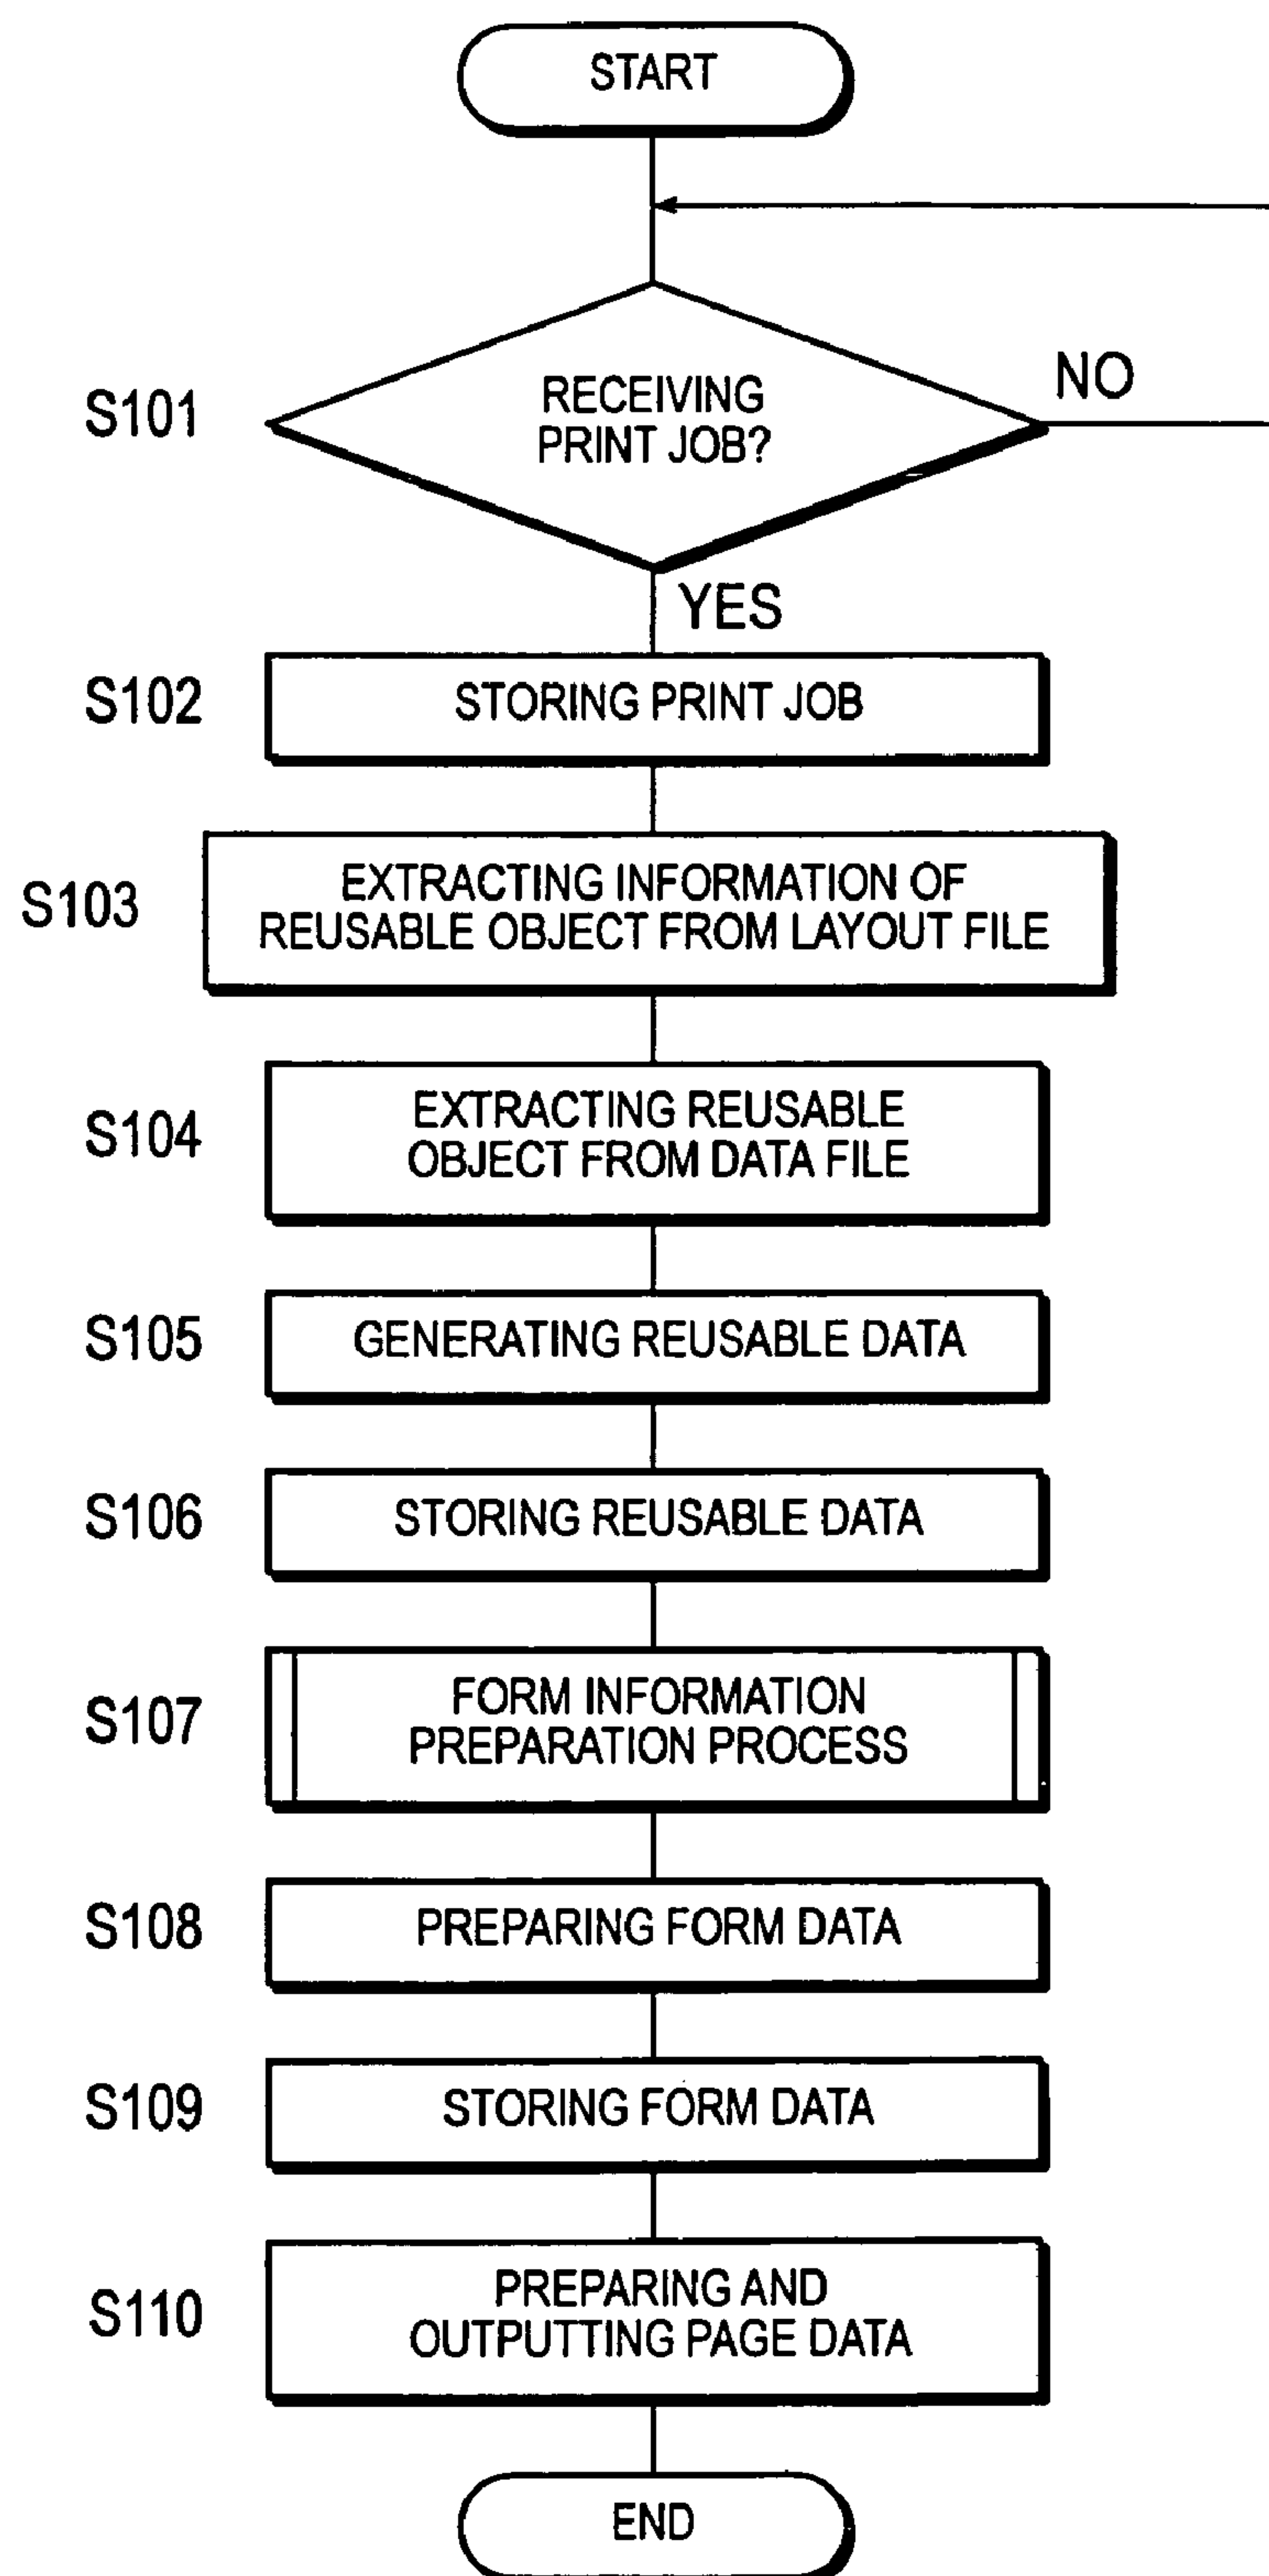 START
S101
RECEIVING
PRINT JOB?
NO
YES
S102
STORING PRINT JOB
S103
EXTRACTING INFORMATION OF
REUSABLE OBJECT FROM LAYOUT FILE
S104
EXTRACTING REUSABLE
OBJECT FROM DATA FILE
S105
GENERATING REUSABLE DATA
S106
STORING REUSABLE DATA
S107
FORM INFORMATION
PREPARATION PROCESS
S108
PREPARING FORM DATA
S109
STORING FORM DATA
S110
PREPARING AND
OUTPUTTING PAGE DATA
END